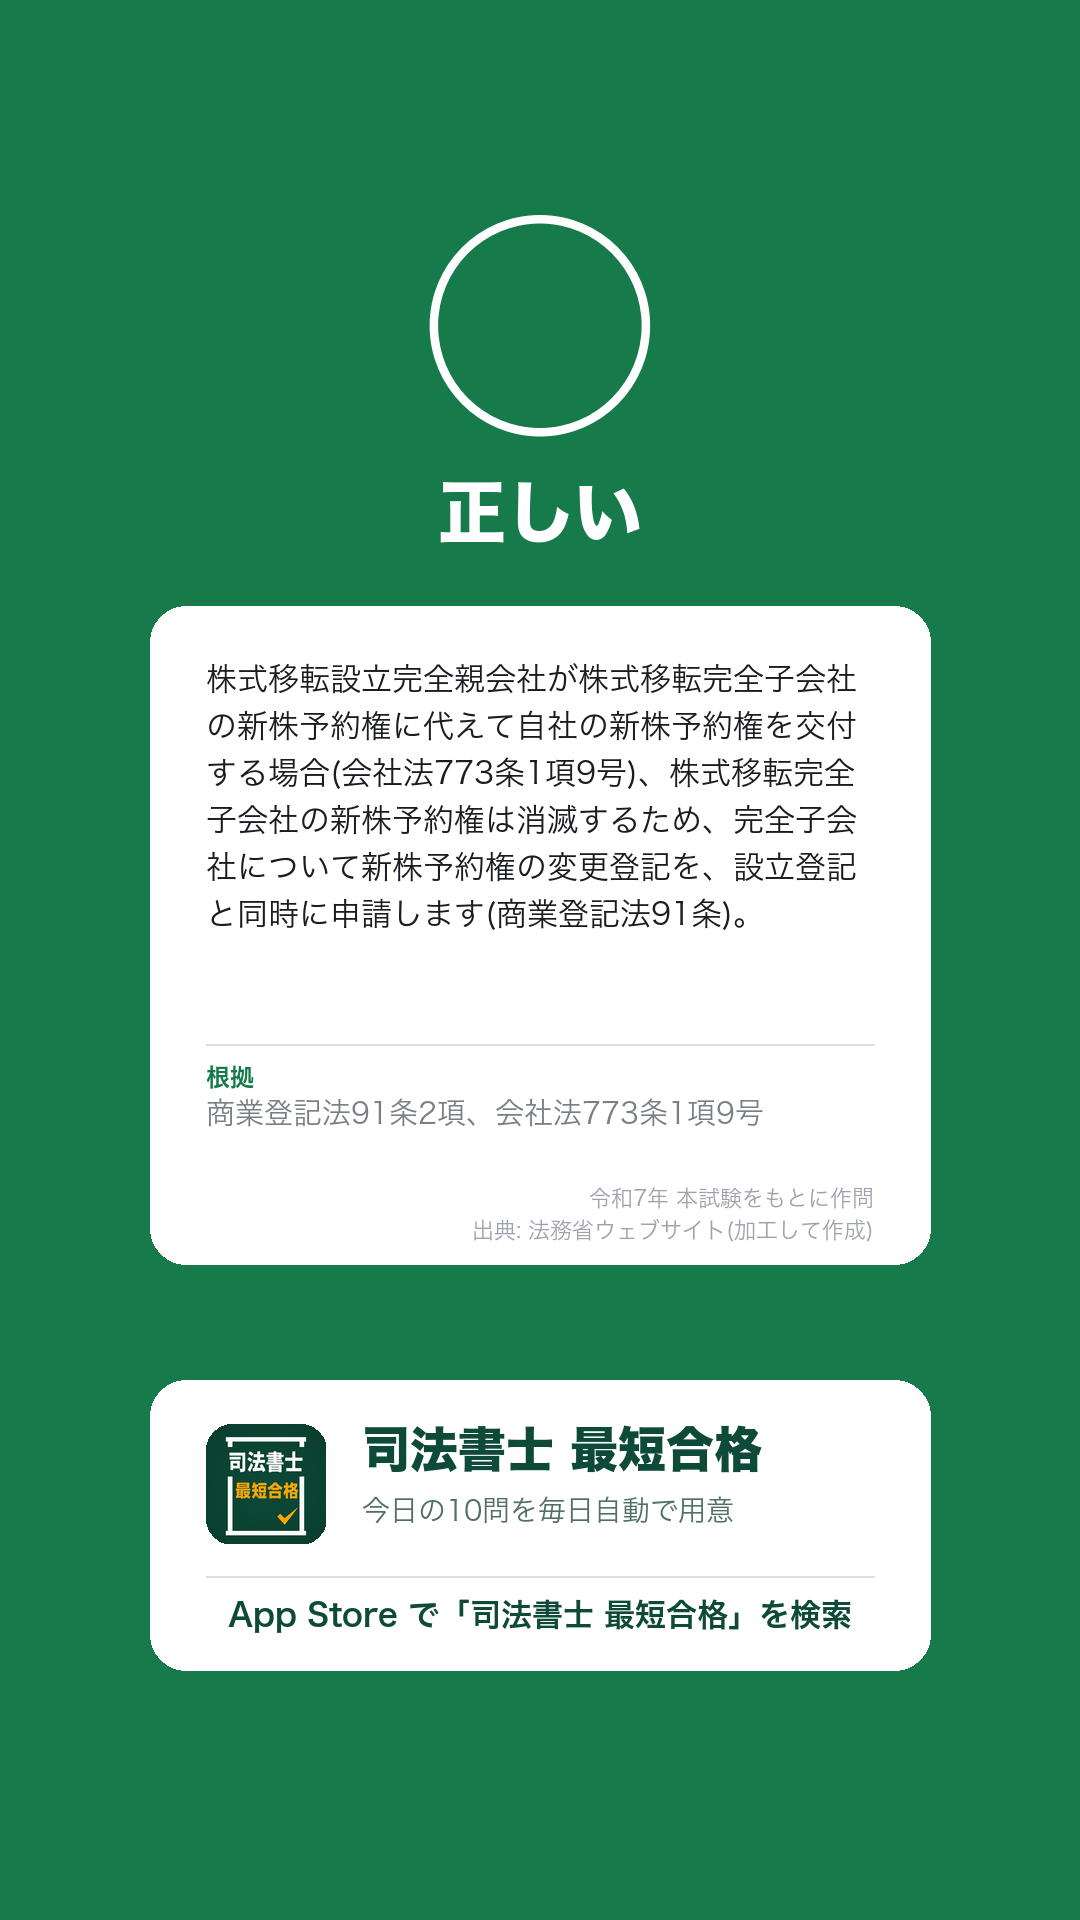 正しい
株式移転設立完全親会社が株式移転完全子会社
の新株予約権に代えて自社の新株予約権を交付
する場合(会社法773条1項9号)、株式移転完全
子会社の新株予約権は消滅するため、完全子会
社について新株予約権の変更登記を、設立登記
と同時に申請します(商業登記法91条)。
根拠
商業登記法91条2項、会社法773条1項9号
令和7年 本試験をもとに作問
出典: 法務省ウェブサイト(加工して作成)
司法書士
最短合格
司法書士 最短合格
今日の10問を毎日自動で用意
App Store で「司法書士 最短合格」を検索